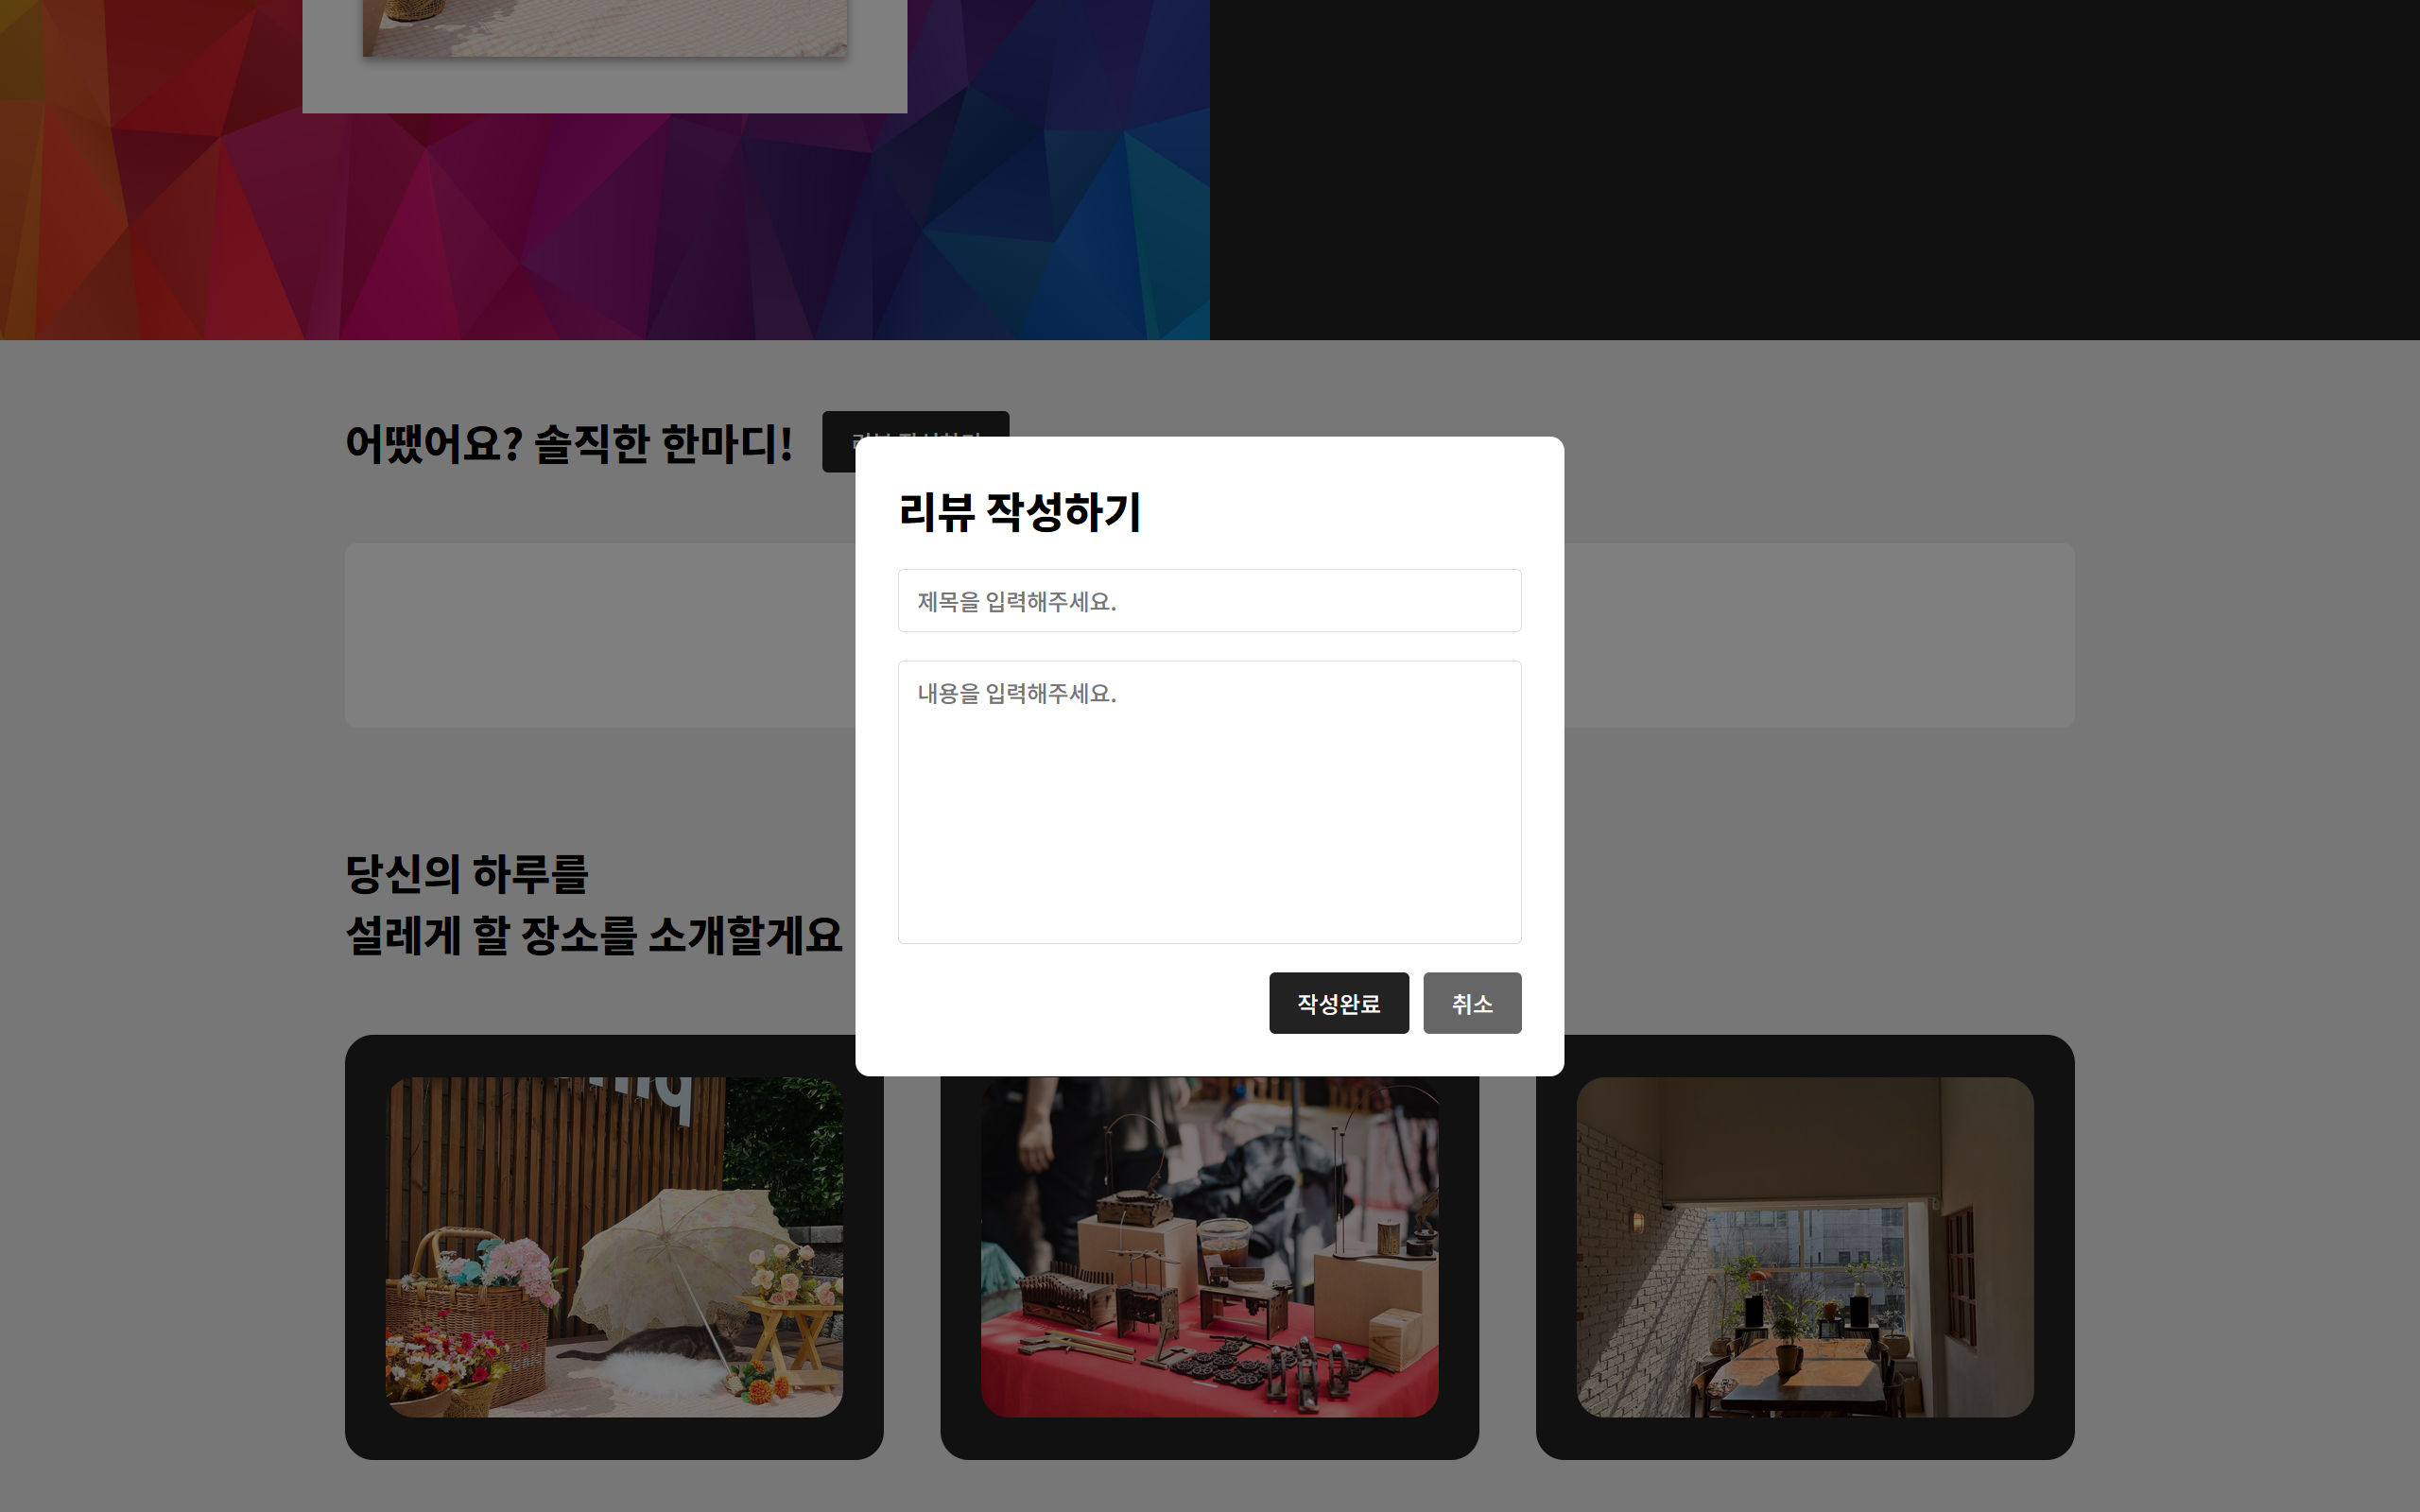 어땠어요? 솔직한 한마디!
리뷰 작성하기
제목을 입력해주세요.
내용을 입력해주세요.
작성완료
취소
당신의 하루를
설레게 할 장소를 소개할게요